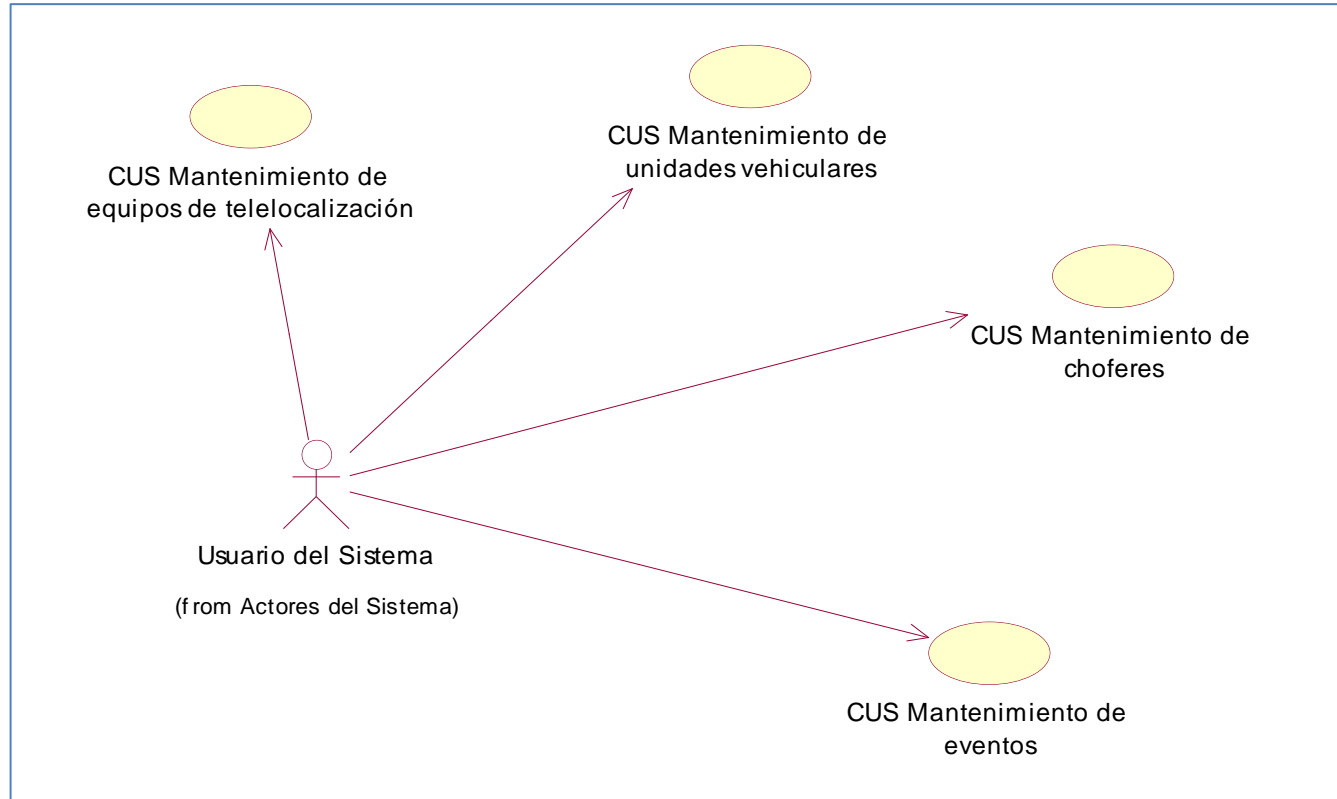 CUS Mantenimiento de
equipos de telelocalización
CUS Mantenimiento de
unidades vehiculares
CUS Mantenimiento de
choferes
Usuario del Sistema
(from Actores del Sistema)
CUS Mantenimiento de
eventos